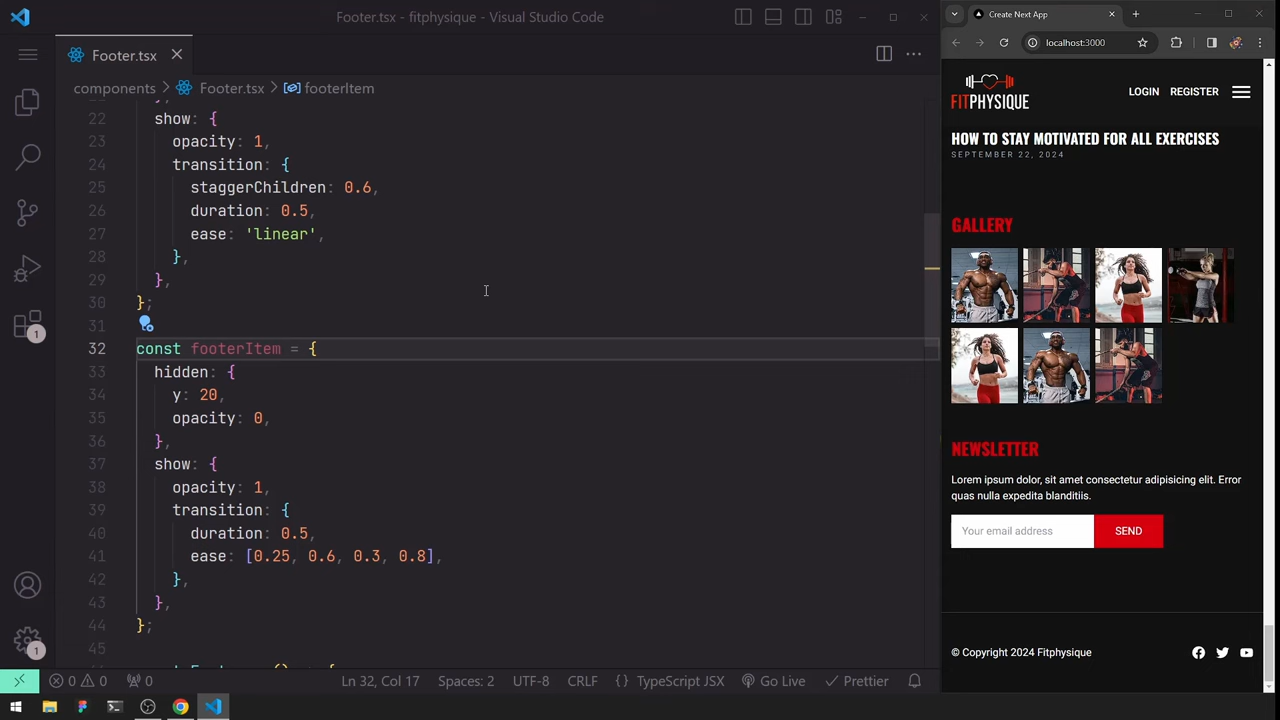 Footer.tsx - fitphysique - Visual Studio Code
Footer.tsx
components > Footer.tsx > footerItem
22 show: {
23 opacity: 1,
24 transition: {
25 staggerChildren: 0.6,
26 duration: 0.5,
27 ease: 'linear',
28 },
29 },
30 };
31
32 const footerItem = {
33 hidden: {
34 y: 20,
35 opacity: 0,
36 },
37 show: {
38 opacity: 1,
39 transition: {
40 duration: 0.5,
41 ease: [0.25, 0.6, 0.3, 0.8],
42 },
43 },
44 };
45
1
1
0 0 0 Ln 32, Col 17 Spaces: 2 UTF-8 CRLF {} TypeScript JSX Go Live Prettier
Create Next App
localhost:3000
FITPHYSIQUE
LOGIN REGISTER
HOW TO STAY MOTIVATED FOR ALL EXERCISES
SEPTEMBER 22, 2024
GALLERY
NEWSLETTER
Lorem ipsum dolor, sit amet consectetur adipisicing elit. Error
quas nulla expedita blanditiis.
Your email address SEND
© Copyright 2024 Fitphysique